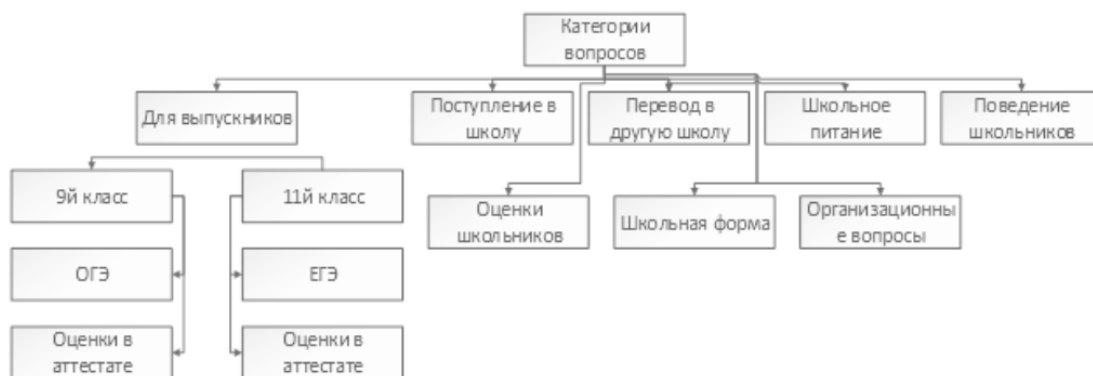 Категории
вопросов
Для выпускников
Поступление в
школу
Перевод в
другую школу
Школьное
питание
Поведение
школьников
9й класс
11й класс
Оценки
школьников
Школьная форма
Организационны
е вопросы
ОГЭ
ЕГЭ
Оценки в
аттестате
Оценки в
аттестате